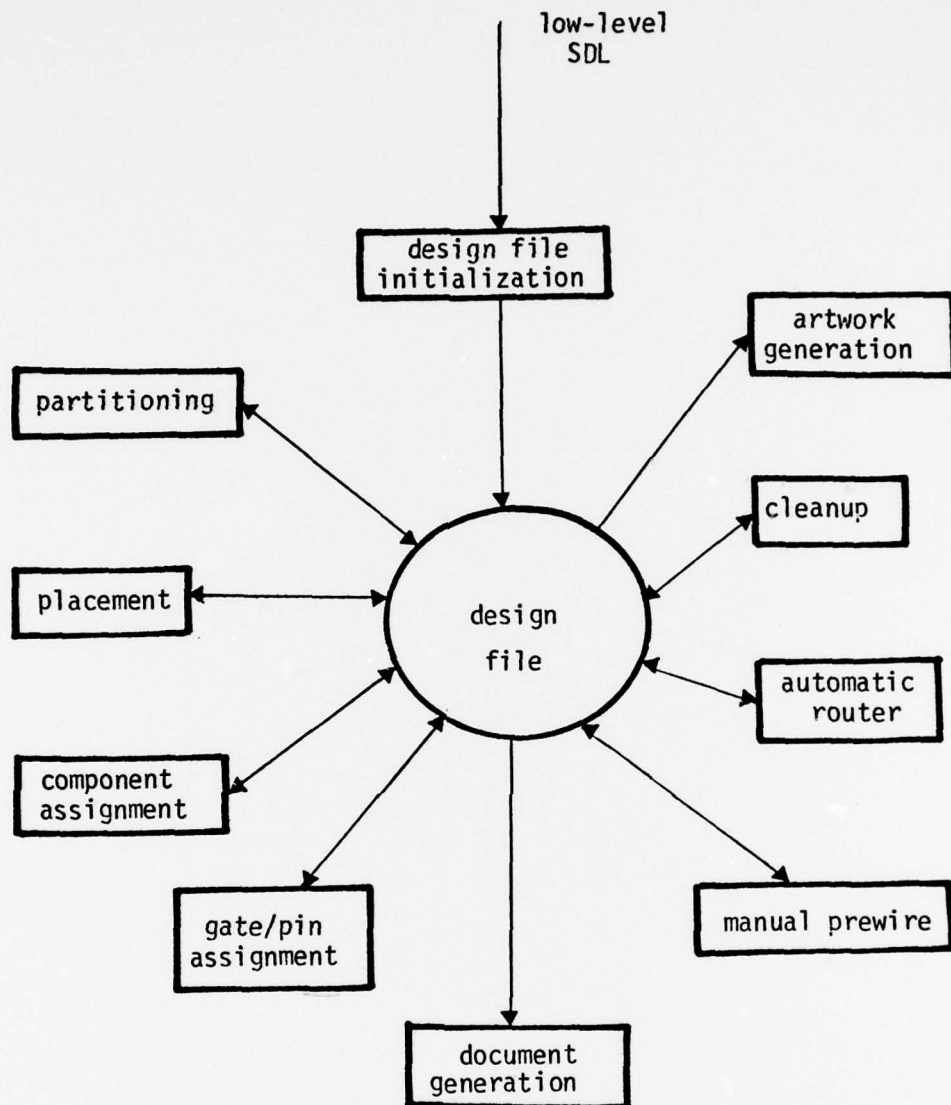 low-level
SDL
design file
initialization
artwork
generation
partitioning
cleanup
placement
design
file
automatic
router
component
assignment
gate/pin
assignment
manual prewire
document
generation